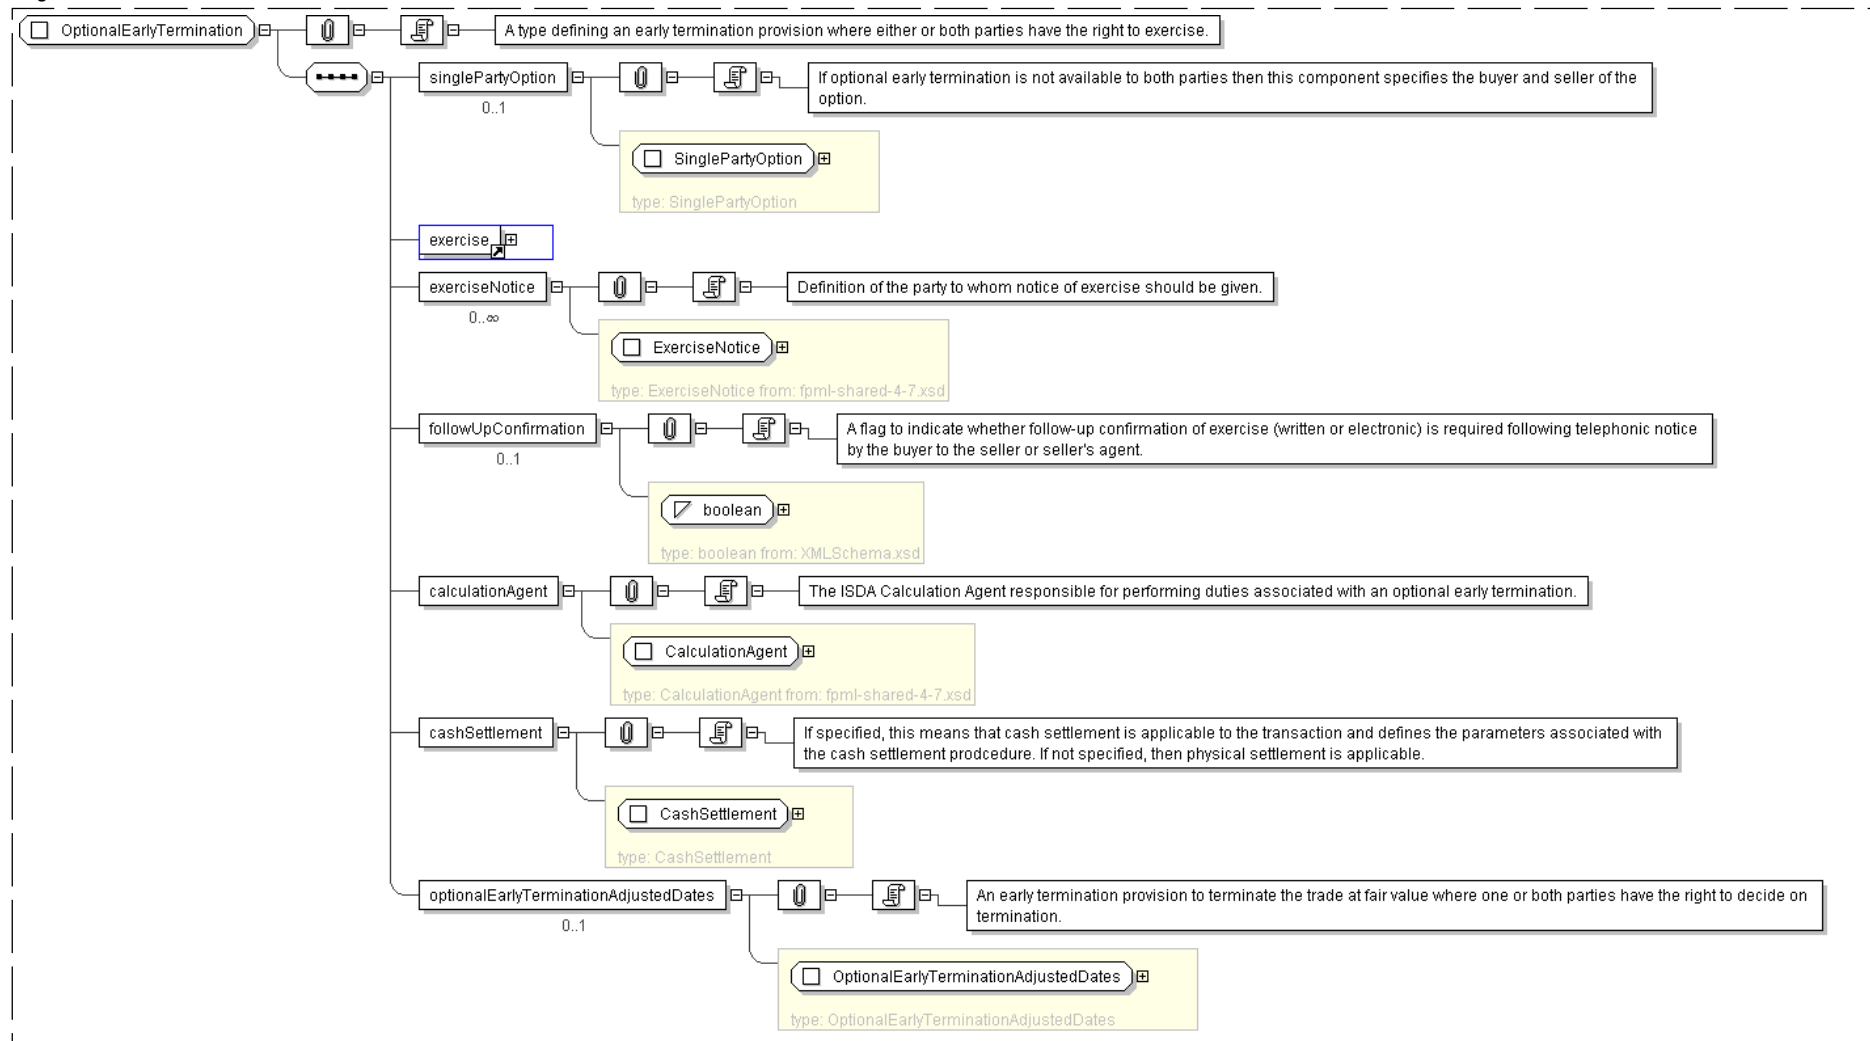 OptionalEarlyTermination
A type defining an early termination provision where either or both parties have the right to exercise.
singlePartyOption
0..1
If optional early termination is not available to both parties then this component specifies the buyer and seller of the
option.
SinglePartyOption
type: SinglePartyOption
exercise
exerciseNotice
0..∞
Definition of the party to whom notice of exercise should be given.
ExerciseNotice
type: ExerciseNotice from: fpml-shared-4-7.xsd
followUpConfirmation
0..1
A flag to indicate whether follow-up confirmation of exercise (written or electronic) is required following telephonic notice
by the buyer to the seller or seller's agent.
boolean
type: boolean from: XMLSchema.xsd
calculationAgent
The ISDA Calculation Agent responsible for performing duties associated with an optional early termination.
CalculationAgent
type: CalculationAgent from: fpml-shared-4-7.xsd
cashSettlement
If specified, this means that cash settlement is applicable to the transaction and defines the parameters associated with
the cash settlement prodcedure. If not specified, then physical settlement is applicable.
CashSettlement
type: CashSettlement
optionalEarlyTerminationAdjustedDates
0..1
An early termination provision to terminate the trade at fair value where one or both parties have the right to decide on
termination.
OptionalEarlyTerminationAdjustedDates
type: OptionalEarlyTerminationAdjustedDates